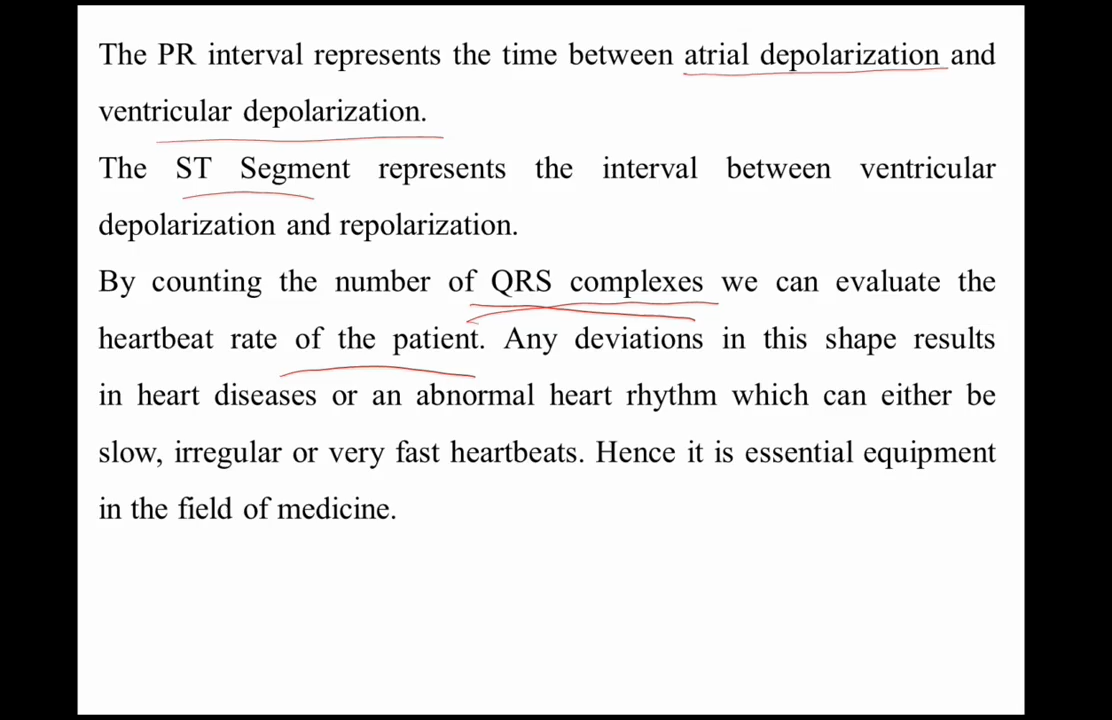 The PR interval represents the time between atrial depolarization and
ventricular depolarization.
The ST Segment represents the interval between ventricular
depolarization and repolarization.
By counting the number of QRS complexes we can evaluate the
heartbeat rate of the patient. Any deviations in this shape results
in heart diseases or an abnormal heart rhythm which can either be
slow, irregular or very fast heartbeats. Hence it is essential equipment
in the field of medicine.